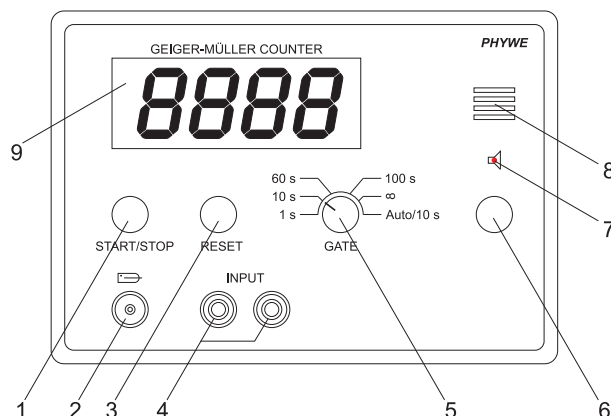 GEIGER-MÜLLER COUNTER
PHYWE
8888
9
8
60 s
100 s
10 s
∞
1 s
Auto/10 s
7
START/STOP
RESET
GATE
INPUT
1
2
3
4
5
6